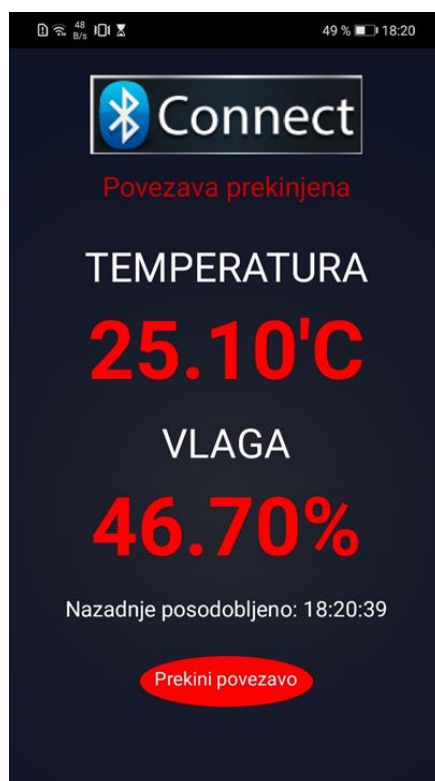 48
B/s
49 % 18:20
Connect
Povezava prekinjena
TEMPERATURA
25.10'C
VLAGA
46.70%
Nazadnje posodobljeno: 18:20:39
Prekini povezavo